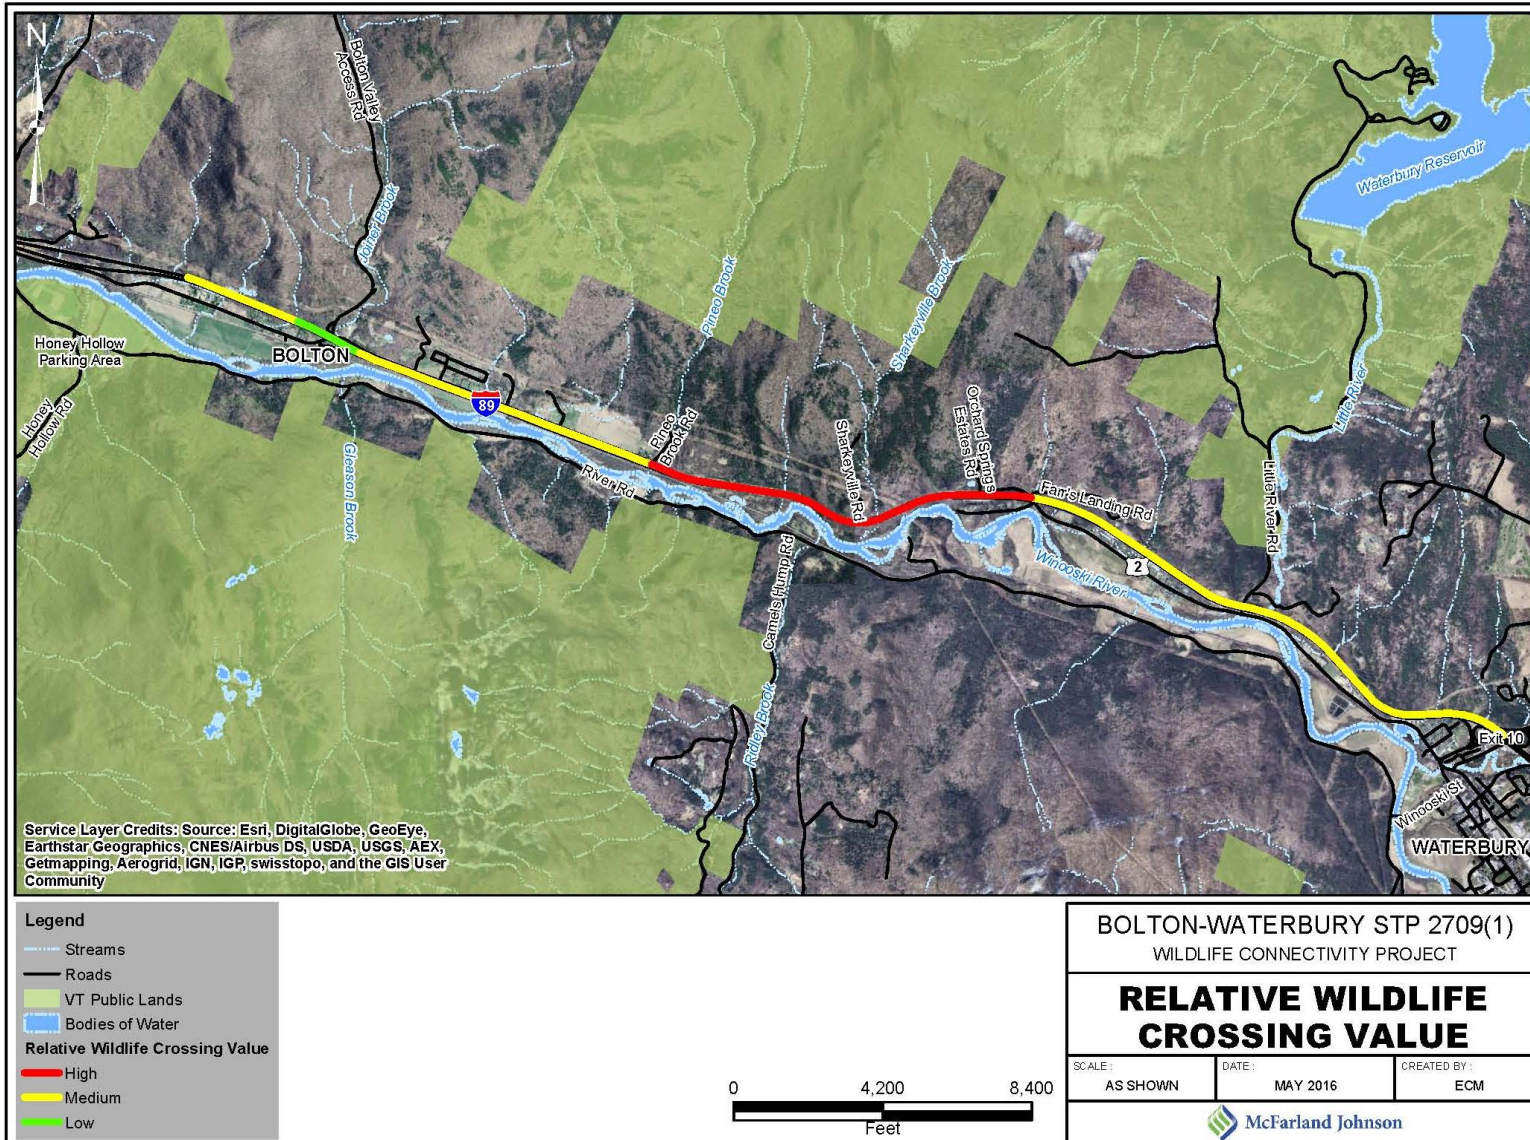 N
Bolton Valley
Access Rd
Joiner Brook
Waterbury Reservoir
Pineo Brook
Sharkeyville Brook
Honey Hollow
Parking Area
BOLTON
Little River
Honey
Hollow Rd
89
Pineo
Brook Rd
Orchard Springs
Estates Rd
Sharkeyville Rd
Gleason Brook
River Rd
Farr's Landing Rd
Little River Rd
Camels Hump Rd
Winooski River
2
Ridley Brook
Exit 10
Winooski St
WATERBURY
Service Layer Credits: Source: Esri, DigitalGlobe, GeoEye,
Earthstar Geographics, CNES/Airbus DS, USDA, USGS, AEX,
Getmapping, Aerogrid, IGN, IGP, swisstopo, and the GIS User
Community
Legend
Streams
Roads
VT Public Lands
Bodies of Water
Relative Wildlife Crossing Value
High
Medium
Low
0 4,200 8,400
Feet
BOLTON-WATERBURY STP 2709(1)
WILDLIFE CONNECTIVITY PROJECT
RELATIVE WILDLIFE
CROSSING VALUE
SCALE :
AS SHOWN
DATE :
MAY 2016
CREATED BY :
ECM
McFarland Johnson